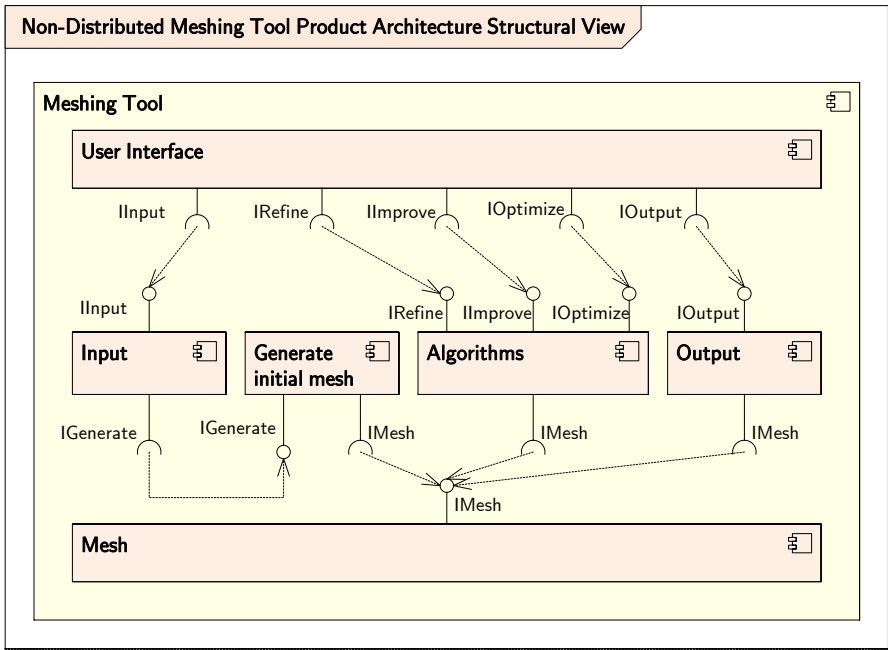 Non-Distributed Meshing Tool Product Architecture Structural View
Meshing Tool
User Interface
IInput
IRefine
IImprove
IOptimize
IOutput
IInput
IRefine
IImprove
IOptimize
IOutput
Input
Generate
initial mesh
Algorithms
Output
IGenerate
IGenerate
IMesh
IMesh
IMesh
IMesh
Mesh